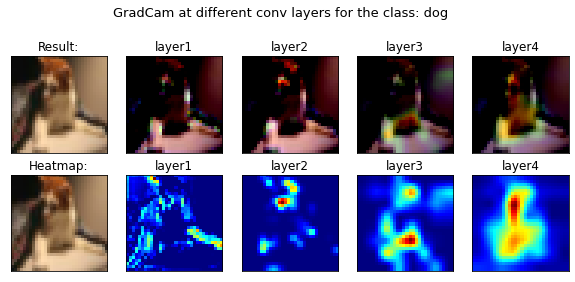 GradCam at different conv layers for the class: dog
Result: layer1 layer2 layer3 layer4
Heatmap: layer1 layer2 layer3 layer4